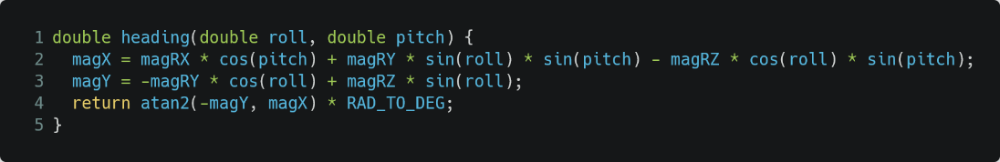 1 double heading(double roll, double pitch) {
2   magX = magRX * cos(pitch) + magRY * sin(roll) * sin(pitch) - magRZ * cos(roll) * sin(pitch);
3   magY = -magRY * cos(roll) + magRZ * sin(roll);
4   return atan2(-magY, magX) * RAD_TO_DEG;
5 }